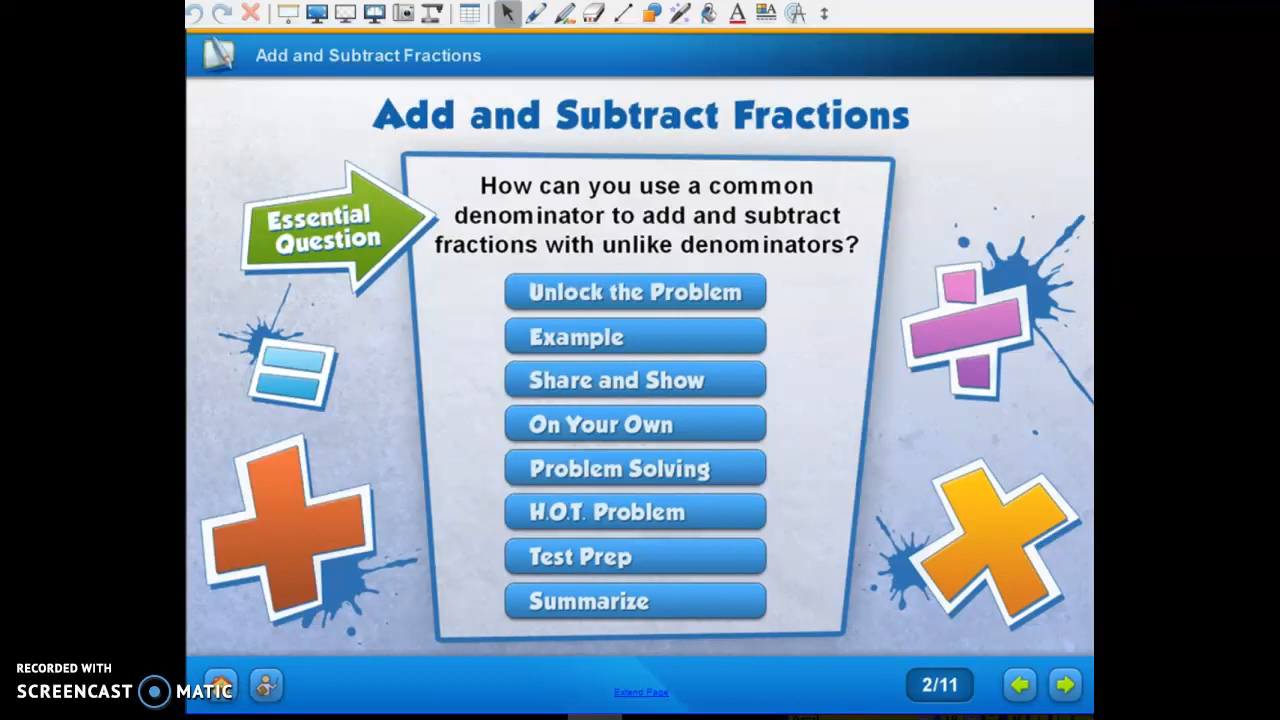 Add and Subtract Fractions
Add and Subtract Fractions
Essential
Question
How can you use a common
denominator to add and subtract
fractions with unlike denominators?
Unlock the Problem
Example
Share and Show
On Your Own
Problem Solving
H.O.T. Problem
Test Prep
Summarize
RECORDED WITH
SCREENCAST MATIC
Extend Page
2/11